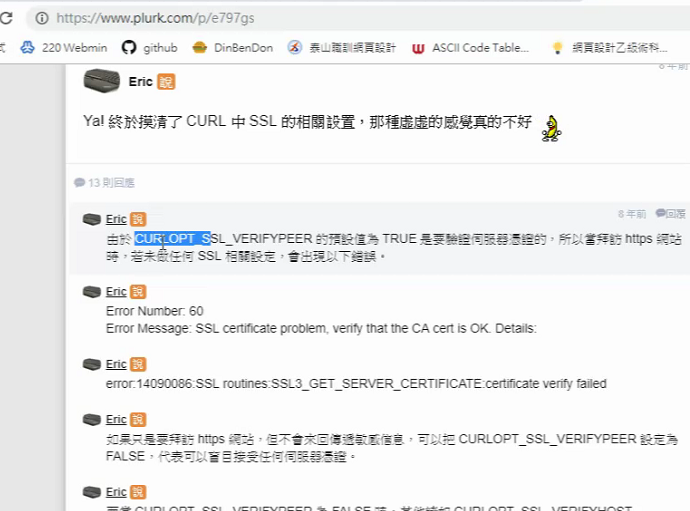 https://www.plurk.com/p/e797gs
式 220 Webmin github DinBenDon 泰山職訓網頁設計 ASCII Code Table... 網頁設計乙級術科...
8 年前
Eric 說
Ya! 終於摸清了 CURL 中 SSL 的相關設置，那種虛虛的感覺真的不好
13 則回應
Eric 說 8 年前 回覆
由於 CURLOPT_SSL_VERIFYPEER 的預設值為 TRUE 是要驗證伺服器憑證的，所以當拜訪 https 網站
時，若未做任何 SSL 相關設定，會出現以下錯誤。
Eric 說
Error Number: 60
Error Message: SSL certificate problem, verify that the CA cert is OK. Details:
Eric 說
error:14090086:SSL routines:SSL3_GET_SERVER_CERTIFICATE:certificate verify failed
Eric 說
如果只是要拜訪 https 網站，但不會來回傳遞敏感信息，可以把 CURLOPT_SSL_VERIFYPEER 設定為
FALSE，代表可以盲目接受任何伺服器憑證。
Eric 說
而當 CURLOPT_SSL_VERIFYPEER 為 FALSE 時，其他諸如 CURLOPT_SSL_VERIFYHOST